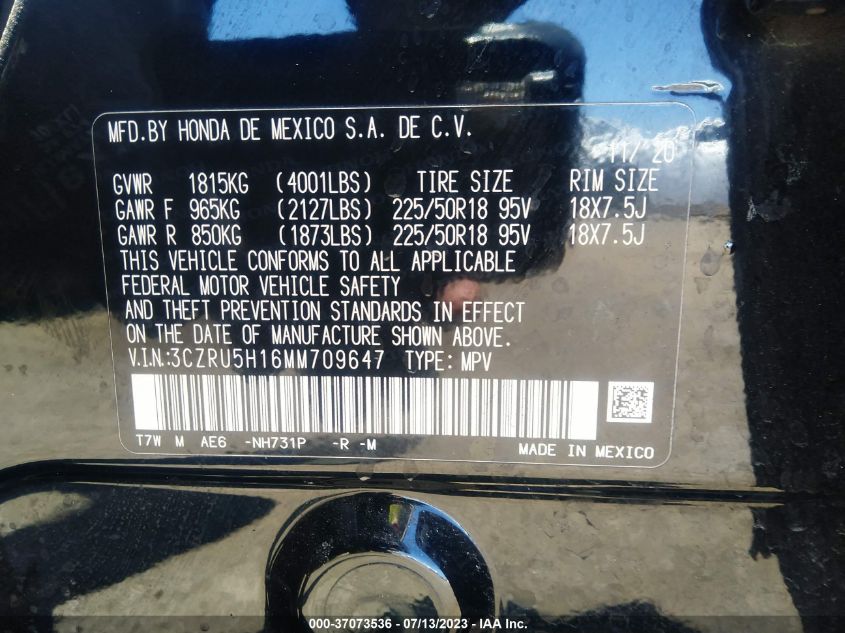 MFD.BY HONDA DE MEXICO S.A. DE C.V.
11/ 20
GVWR 1815KG (4001LBS) TIRE SIZE RIM SIZE
GAWR F 965KG (2127LBS) 225/50R18 95V 18X7.5J
GAWR R 850KG (1873LBS) 225/50R18 95V 18X7.5J
THIS VEHICLE CONFORMS TO ALL APPLICABLE
FEDERAL MOTOR VEHICLE SAFETY
AND THEFT PREVENTION STANDARDS IN EFFECT
ON THE DATE OF MANUFACTURE SHOWN ABOVE.
V.I.N.:3CZRU5H16MM709647 TYPE: MPV
T7W M AE6 -NH731P -R -M
MADE IN MEXICO
000-37073536 - 07/13/2023 - IAA Inc.